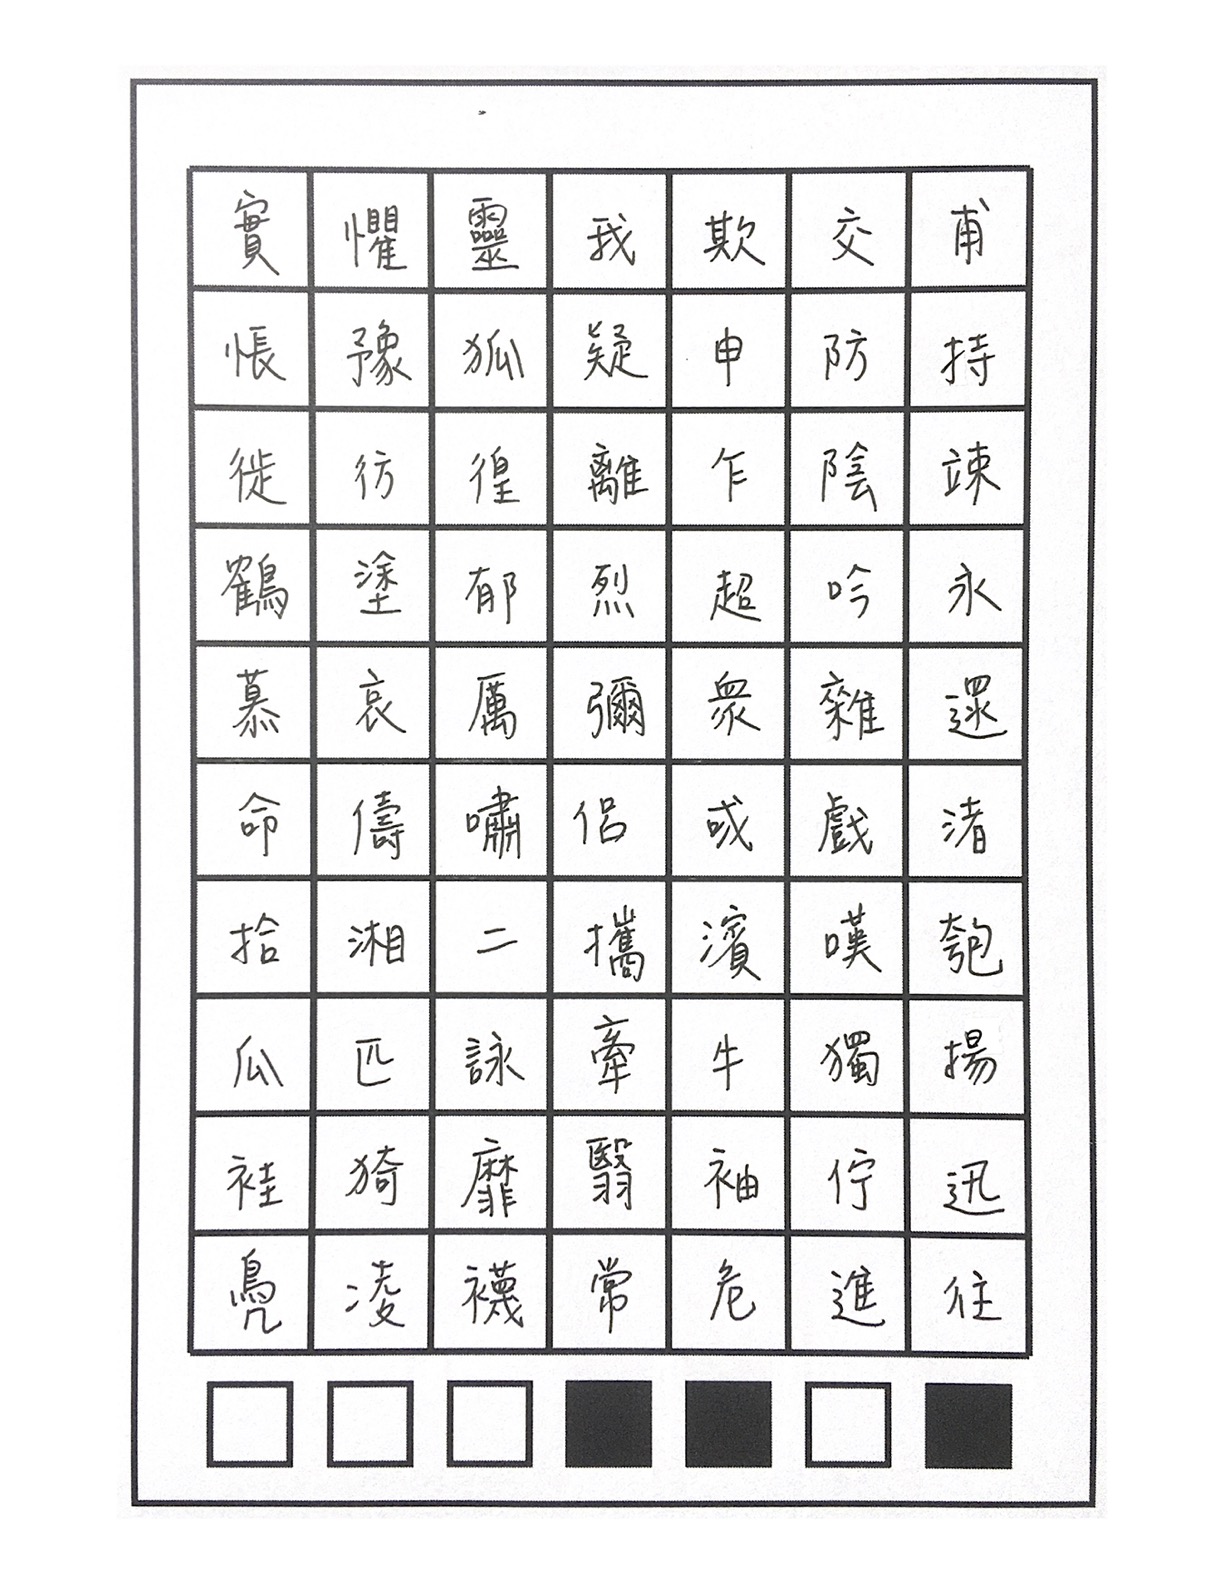 實懼靈我欺交甫
悵豫狐疑申防持
徙彷徨離乍陰竦
鶴塗郁烈超吟永
慕哀厲彌眾雜還
命儔嘯侶或戲渚
拾湘二攜濱嘆匏
瓜匹詠牽牛獨揚
袿猗靡翳袖佇迅
鳧凌襪常危進往